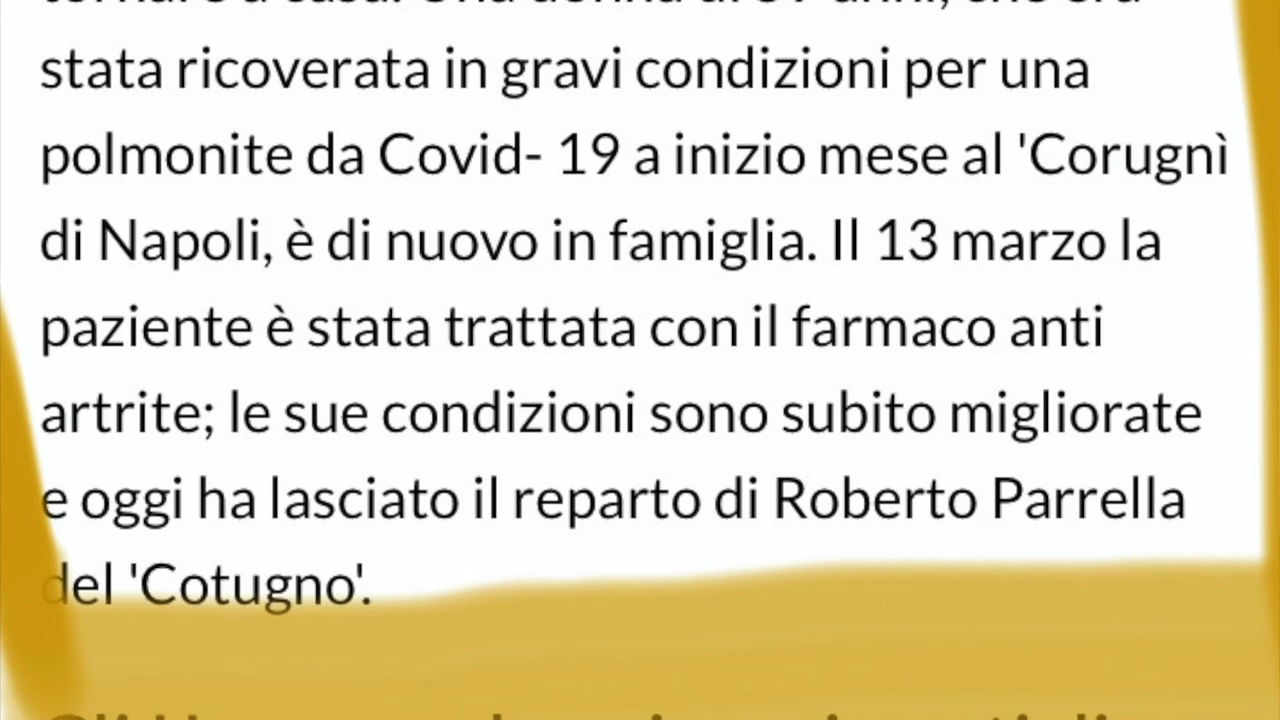 stata ricoverata in gravi condizioni per una
polmonite da Covid- 19 a inizio mese al 'Corugnì
di Napoli, è di nuovo in famiglia. Il 13 marzo la
paziente è stata trattata con il farmaco anti
artrite; le sue condizioni sono subito migliorate
e oggi ha lasciato il reparto di Roberto Parrella
del 'Cotugno'.